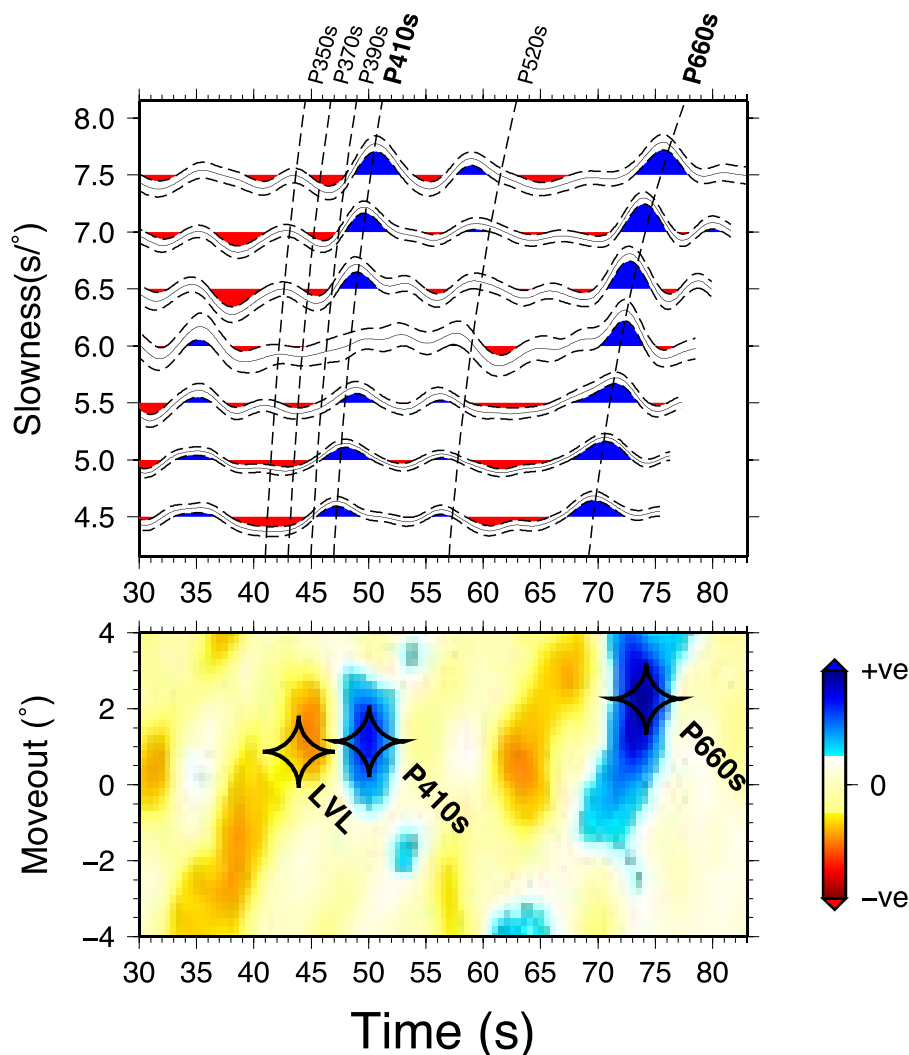 P350s
P370s
P390s
P410s
P520s
P660s
Slowness(s/°)
8.0
7.5
7.0
6.5
6.0
5.5
5.0
4.5
30 35 40 45 50 55 60 65 70 75 80
Moveout (°)
4
2
0
−2
−4
LVL
P410s
P660s
+ve
0
−ve
30 35 40 45 50 55 60 65 70 75 80
Time (s)